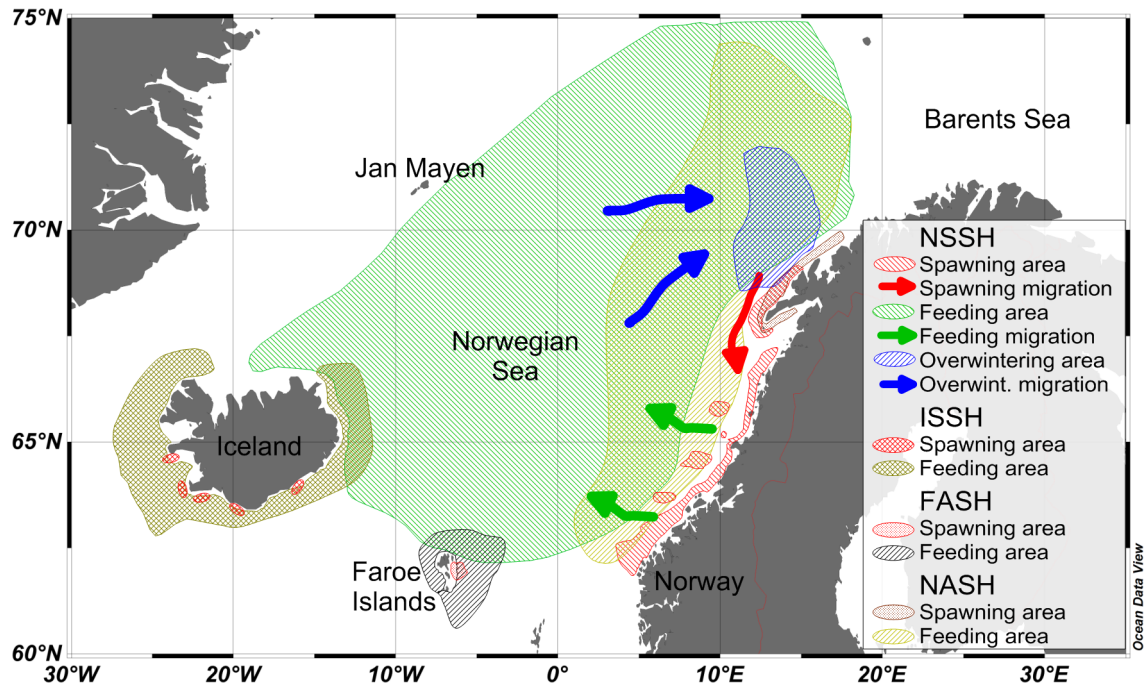 75°N
Barents Sea
Jan Mayen
70°N
NSSH
Spawning area
Spawning migration
Feeding area
Feeding migration
Overwintering area
Overwint. migration
Norwegian
Sea
ISSH
Spawning area
Feeding area
65°N
Iceland
FASH
Spawning area
Feeding area
Faroe
Islands
Norway
NASH
Spawning area
Feeding area
60°N
30°W
20°W
10°W
0°
10°E
20°E
30°E
Ocean Data View